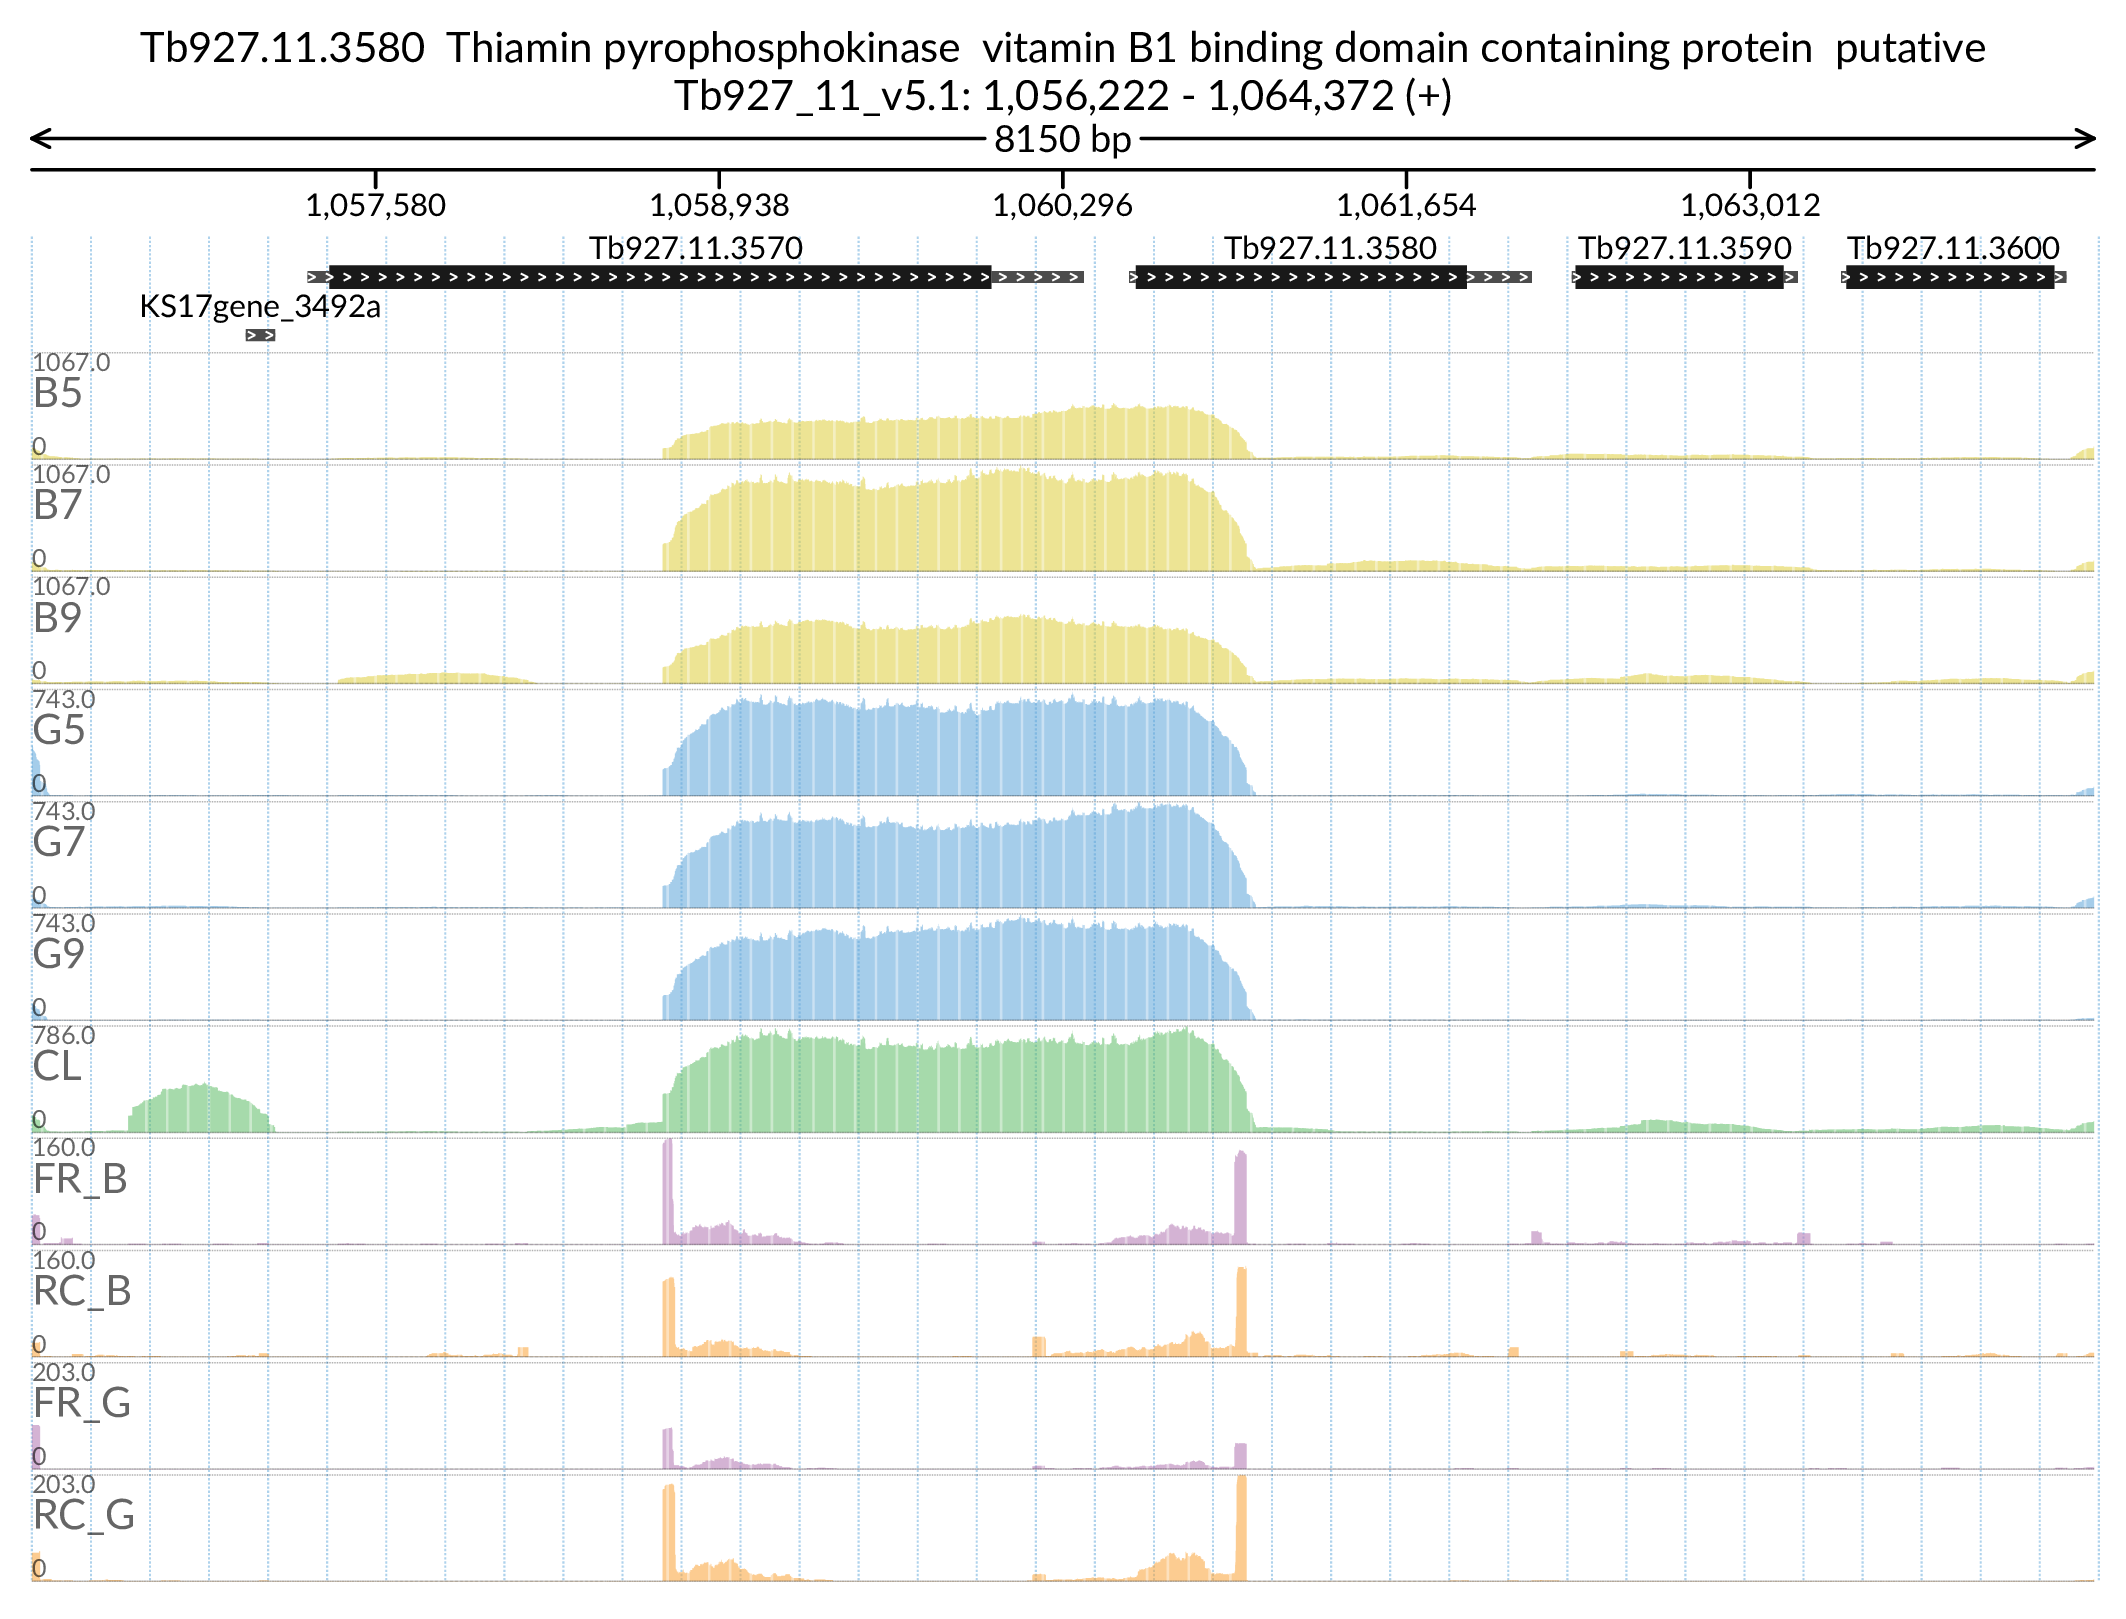 Tb927.11.3580  Thiamin pyrophosphokinase  vitamin B1 binding domain containing protein  putative
Tb927_11_v5.1: 1,056,222 - 1,064,372 (+)
8150 bp
1,057,580 1,058,938 1,060,296 1,061,654 1,063,012
Tb927.11.3570 Tb927.11.3580 Tb927.11.3590 Tb927.11.3600
KS17gene_3492a
1067.0
B5
0
1067.0
B7
0
1067.0
B9
0
743.0
G5
0
743.0
G7
0
743.0
G9
0
786.0
CL
0
160.0
FR_B
0
160.0
RC_B
0
203.0
FR_G
0
203.0
RC_G
0